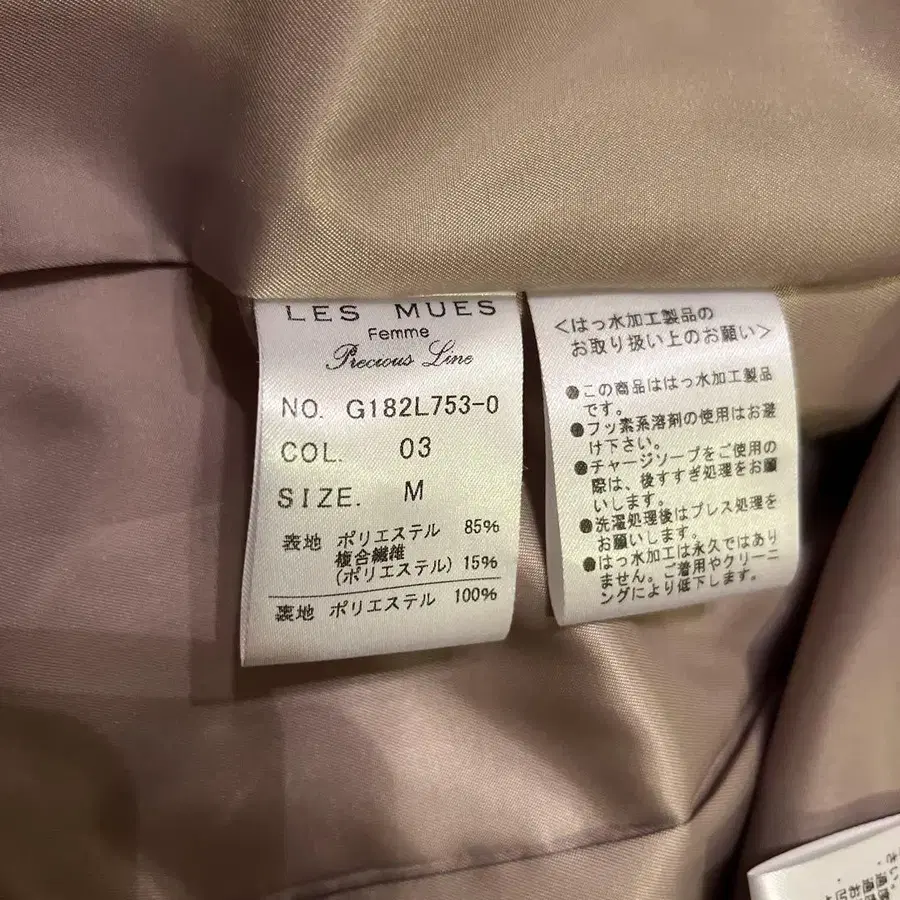 LES MUES
Femme
Precious Line
NO. G182L753-0
COL. 03
SIZE. M
表地 ポリエステル 85%
複合繊維
(ポリエステル) 15%
裏地 ポリエステル 100%
<はっ水加工製品の
お取り扱い上のお願い>
●この商品ははっ水加工製品
です。
●フッ素系溶剤の使用はお避
け下さい。
●チャージソープをご使用の
際は、後すすぎ処理をお願
いします。
●洗濯処理後はプレス処理を
お願いします。
●はっ水加工は永久ではあり
ません。ご着用やクリーニ
ングにより低下します。